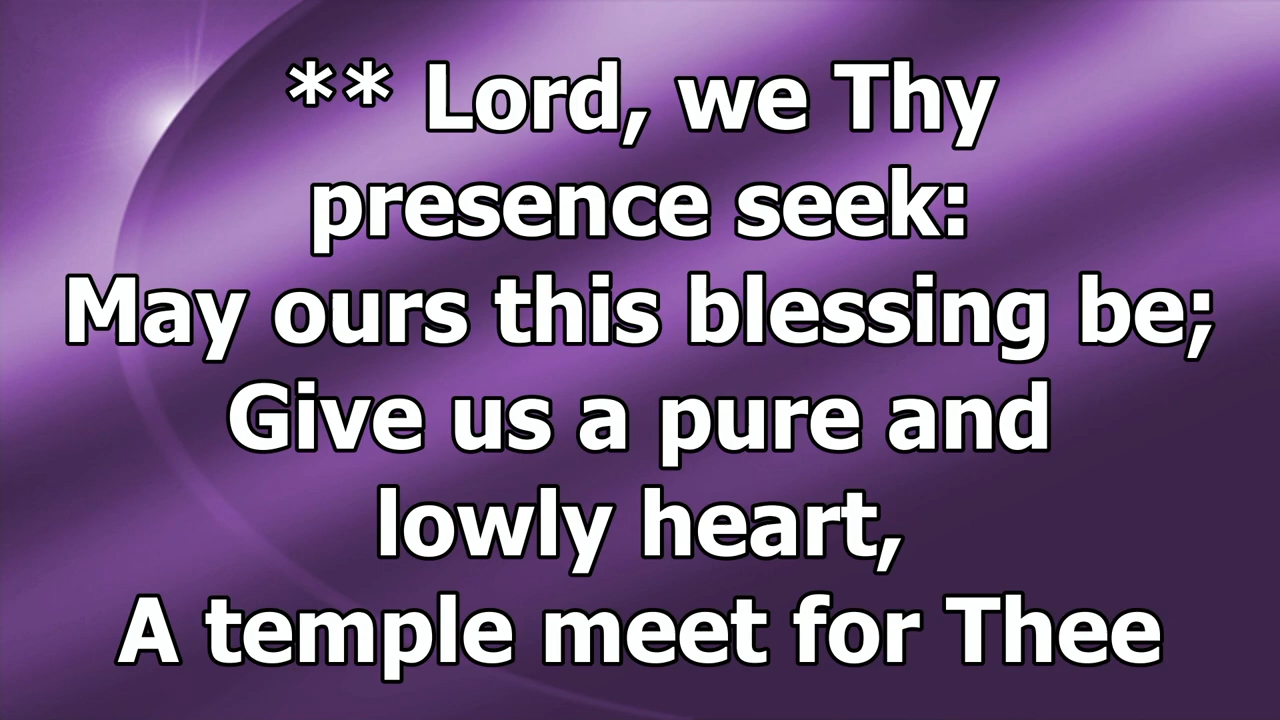 ** Lord, we Thy
presence seek:
May ours this blessing be;
Give us a pure and
lowly heart,
A temple meet for Thee